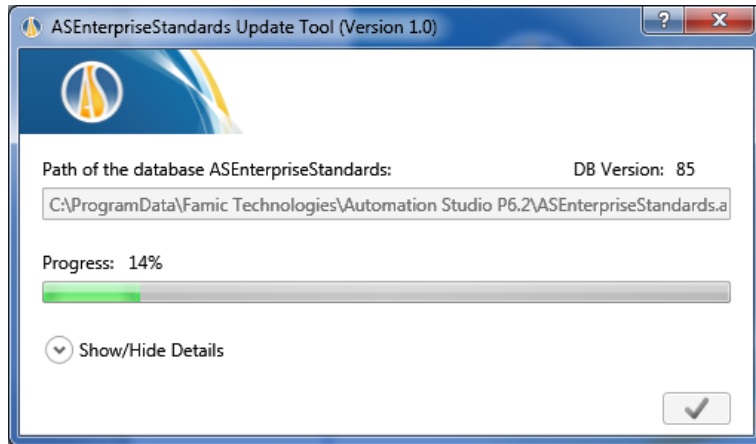 ASEnterpriseStandards Update Tool (Version 1.0)
Path of the database ASEnterpriseStandards: DB Version: 85
C:\ProgramData\Famic Technologies\Automation Studio P6.2\ASEnterpriseStandards.a
Progress: 14%
Show/Hide Details